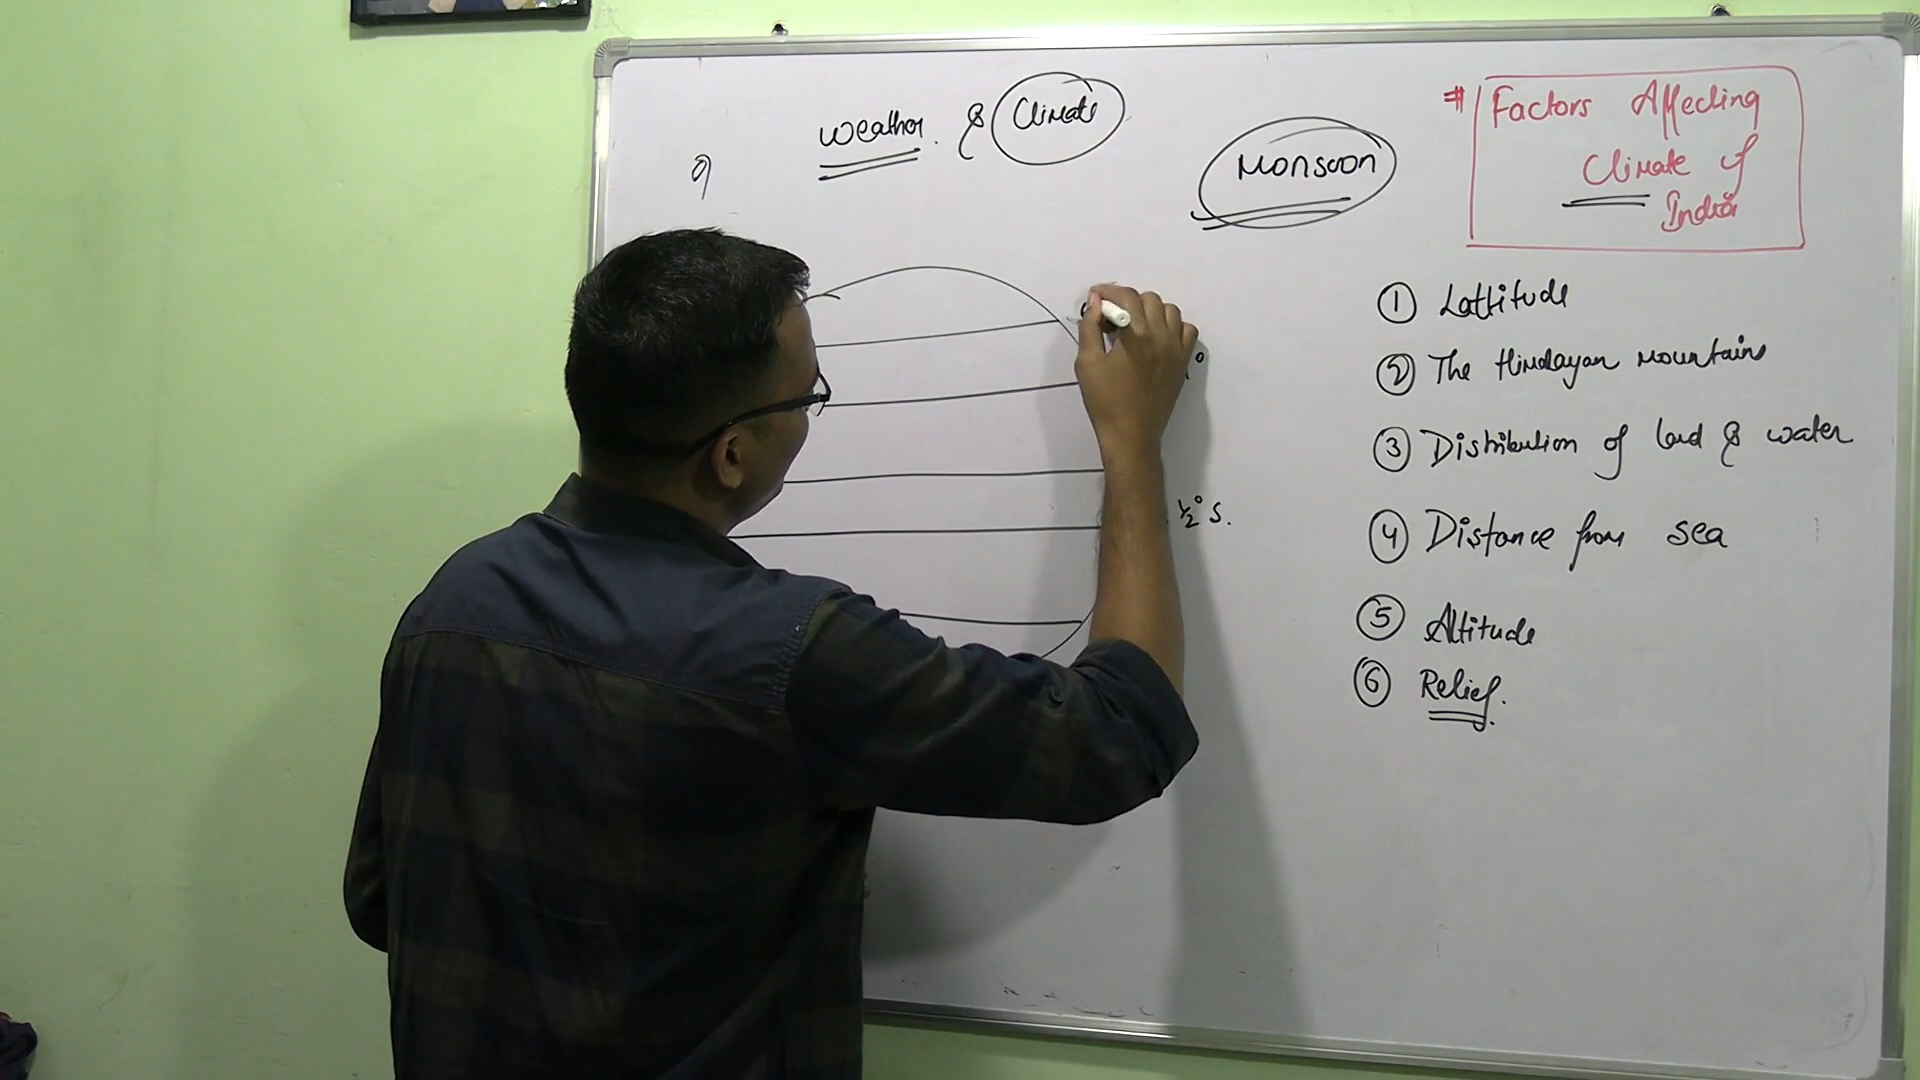 Weather. & Climate
Monsoon
# Factors Affecting
Climate of
India
① Lattitude
② The Himalayan Mountains
③ Distribution of land & water
½° S.
④ Distance from sea
⑤ Altitude
⑥ Relief.